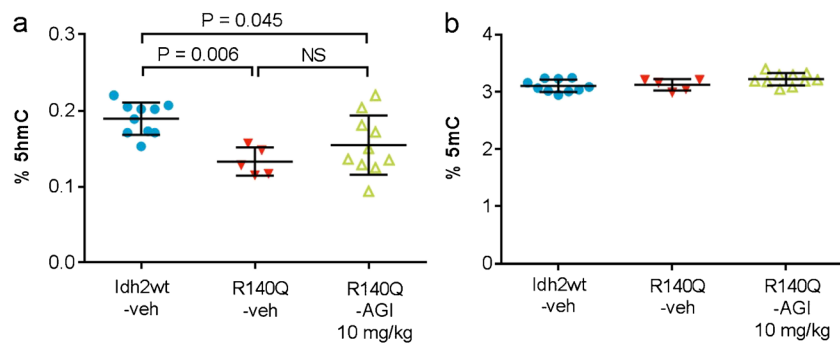 a
P = 0.045
P = 0.006
NS
% 5hmC
0.3
0.2
0.1
0.0
Idh2wt
-veh
R140Q
-veh
R140Q
-AGI
10 mg/kg
b
% 5mC
4
3
2
1
0
Idh2wt
-veh
R140Q
-veh
R140Q
-AGI
10 mg/kg